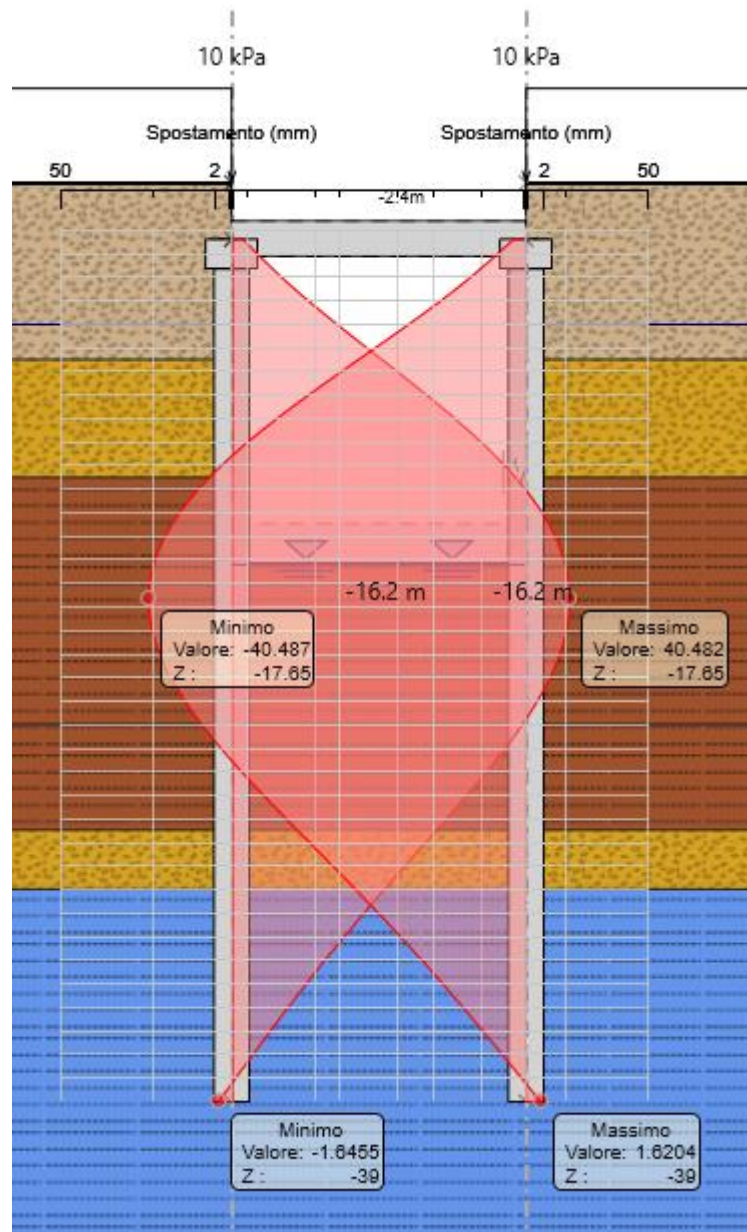 10 kPa 10 kPa
Spostamento (mm) Spostamento (mm)
50 2 2 50
-2.4m
-16.2 m -16.2 m
Minimo
Valore: -40.487
Z : -17.65
Massimo
Valore: 40.482
Z : -17.65
Minimo
Valore: -1.6455
Z : -39
Massimo
Valore: 1.6204
Z : -39